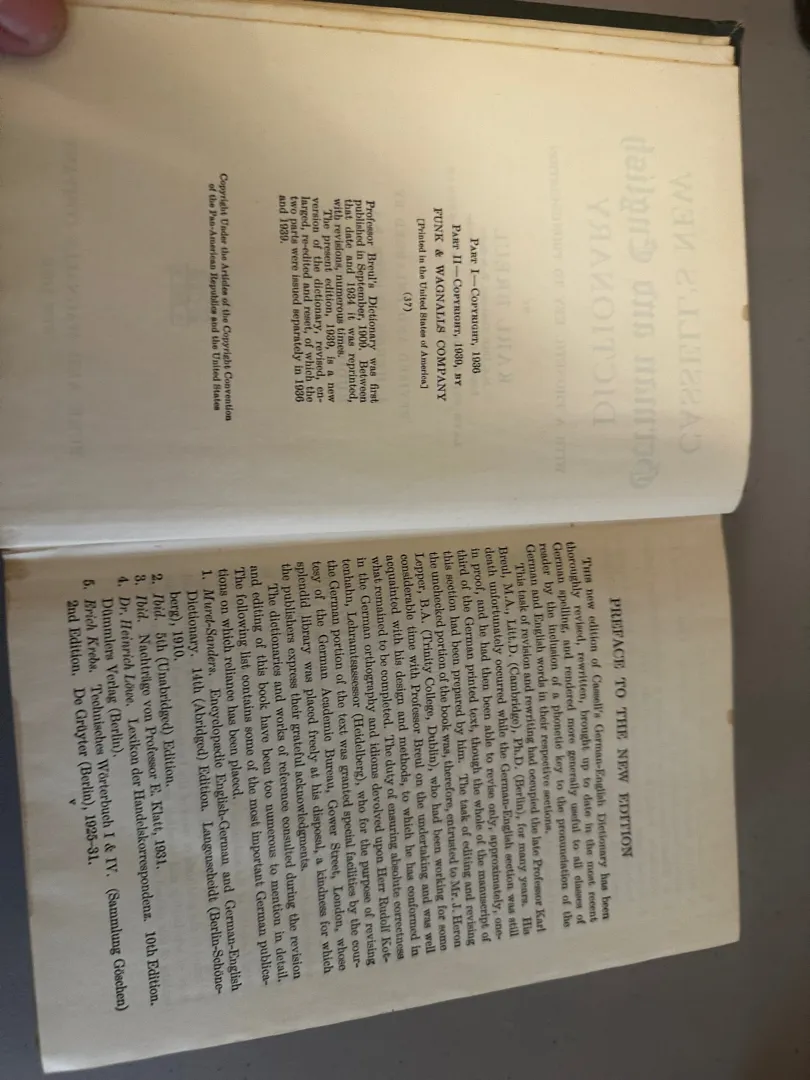 PART I—COPYRIGHT, 1936
PART II—COPYRIGHT, 1939, BY
FUNK & WAGNALLS COMPANY
[Printed in the United States of America]
(37)
Professor Breul's Dictionary was first
published in September, 1909. Between
that date and 1934 it was reprinted,
with revisions, numerous times.
The present edition, 1939, is a new
version of the dictionary, revised, en-
larged, re-edited and reset, of which the
two parts were issued separately in 1936
and 1939.
Copyright Under the Articles of the Copyright Convention
of the Pan-American Republics and the United States
PREFACE TO THE NEW EDITION
THIS new edition of Cassell's German-English Dictionary has been
thoroughly revised, rewritten, brought up to date in the most recent
German spelling, and rendered more generally useful to all classes of
reader by the inclusion of a phonetic key to the pronunciation of the
German and English words in their respective sections.
This task of revision and rewriting had occupied the late Professor Karl
Breul, M.A., Litt.D. (Cambridge), Ph.D. (Berlin), for many years. His
death unfortunately occurred while the German-English section was still
in proof, and he had then been able to revise only, approximately, one-
third of the German printed text, though the whole of the manuscript of
this section had been prepared by him. The task of editing and revising
the unchecked portion of the book was, therefore, entrusted to Mr. J. Heron
Lepper, B.A. (Trinity College, Dublin), who had been working for some
considerable time with Professor Breul on the undertaking and was well
acquainted with his design and methods, to which he has conformed in
what remained to be completed. The duty of ensuring absolute correctness
in the German orthography and idioms devolved upon Herr Rudolf Kot-
tenhahn, Lehramtsassessor (Heidelberg), who for the purpose of revising
the German portion of the text was granted special facilities by the cour-
tesy of the German Academic Bureau, Gower Street, London, whose
splendid library was placed freely at his disposal, a kindness for which
the publishers express their grateful acknowledgments.
The dictionaries and works of reference consulted during the revision
and editing of this book have been too numerous to mention in detail.
The following list contains some of the most important German publica-
tions on which reliance has been placed.
1. Muret-Sanders. Encyclopædic English-German and German-English
Dictionary. 14th (Abridged) Edition. Langenscheidt (Berlin-Schöne-
berg), 1910.
2. Ibid. 5th (Unabridged) Edition.
3. Ibid. Nachträge von Professor E. Klatt, 1931.
4. Dr. Heinrich Löwe. Lexikon der Handelskorrespondenz. 10th Edition.
Dümmlers Verlag (Berlin).
5. Erich Krebs. Technisches Wörterbuch I & IV. (Sammlung Göschen)
2nd Edition. De Grüyter (Berlin), 1925–31.
v